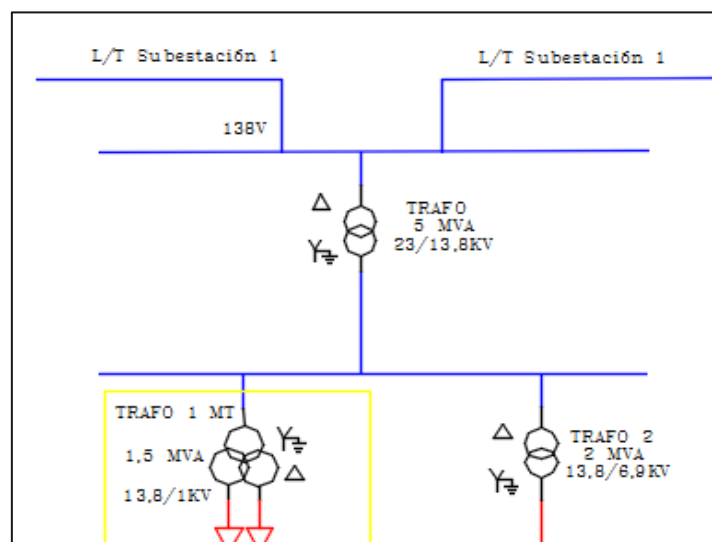 L/T Subestación 1
L/T Subestación 1
138V
TRAFO
5 MVA
23/13,8KV
TRAFO 1 MT
1,5 MVA
13,8/1KV
TRAFO 2
2 MVA
13,8/6,9KV